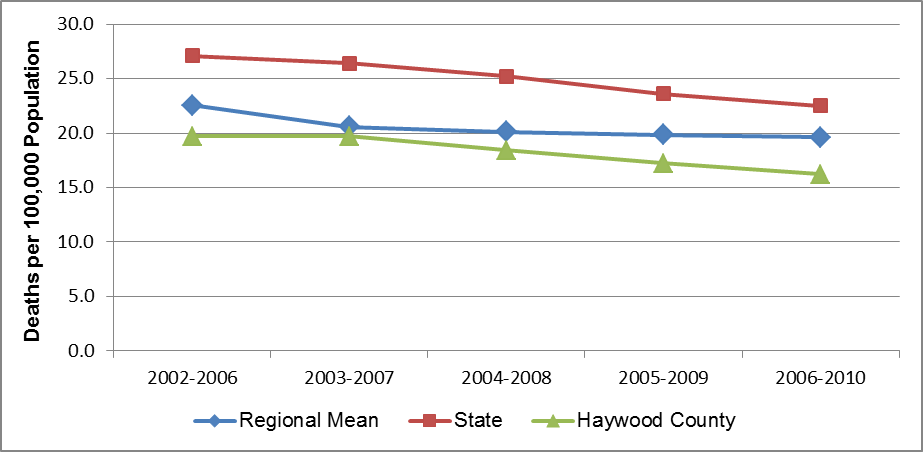 Deaths per 100,000 Population
30.0
25.0
20.0
15.0
10.0
5.0
0.0
2002-2006 2003-2007 2004-2008 2005-2009 2006-2010
Regional Mean State Haywood County